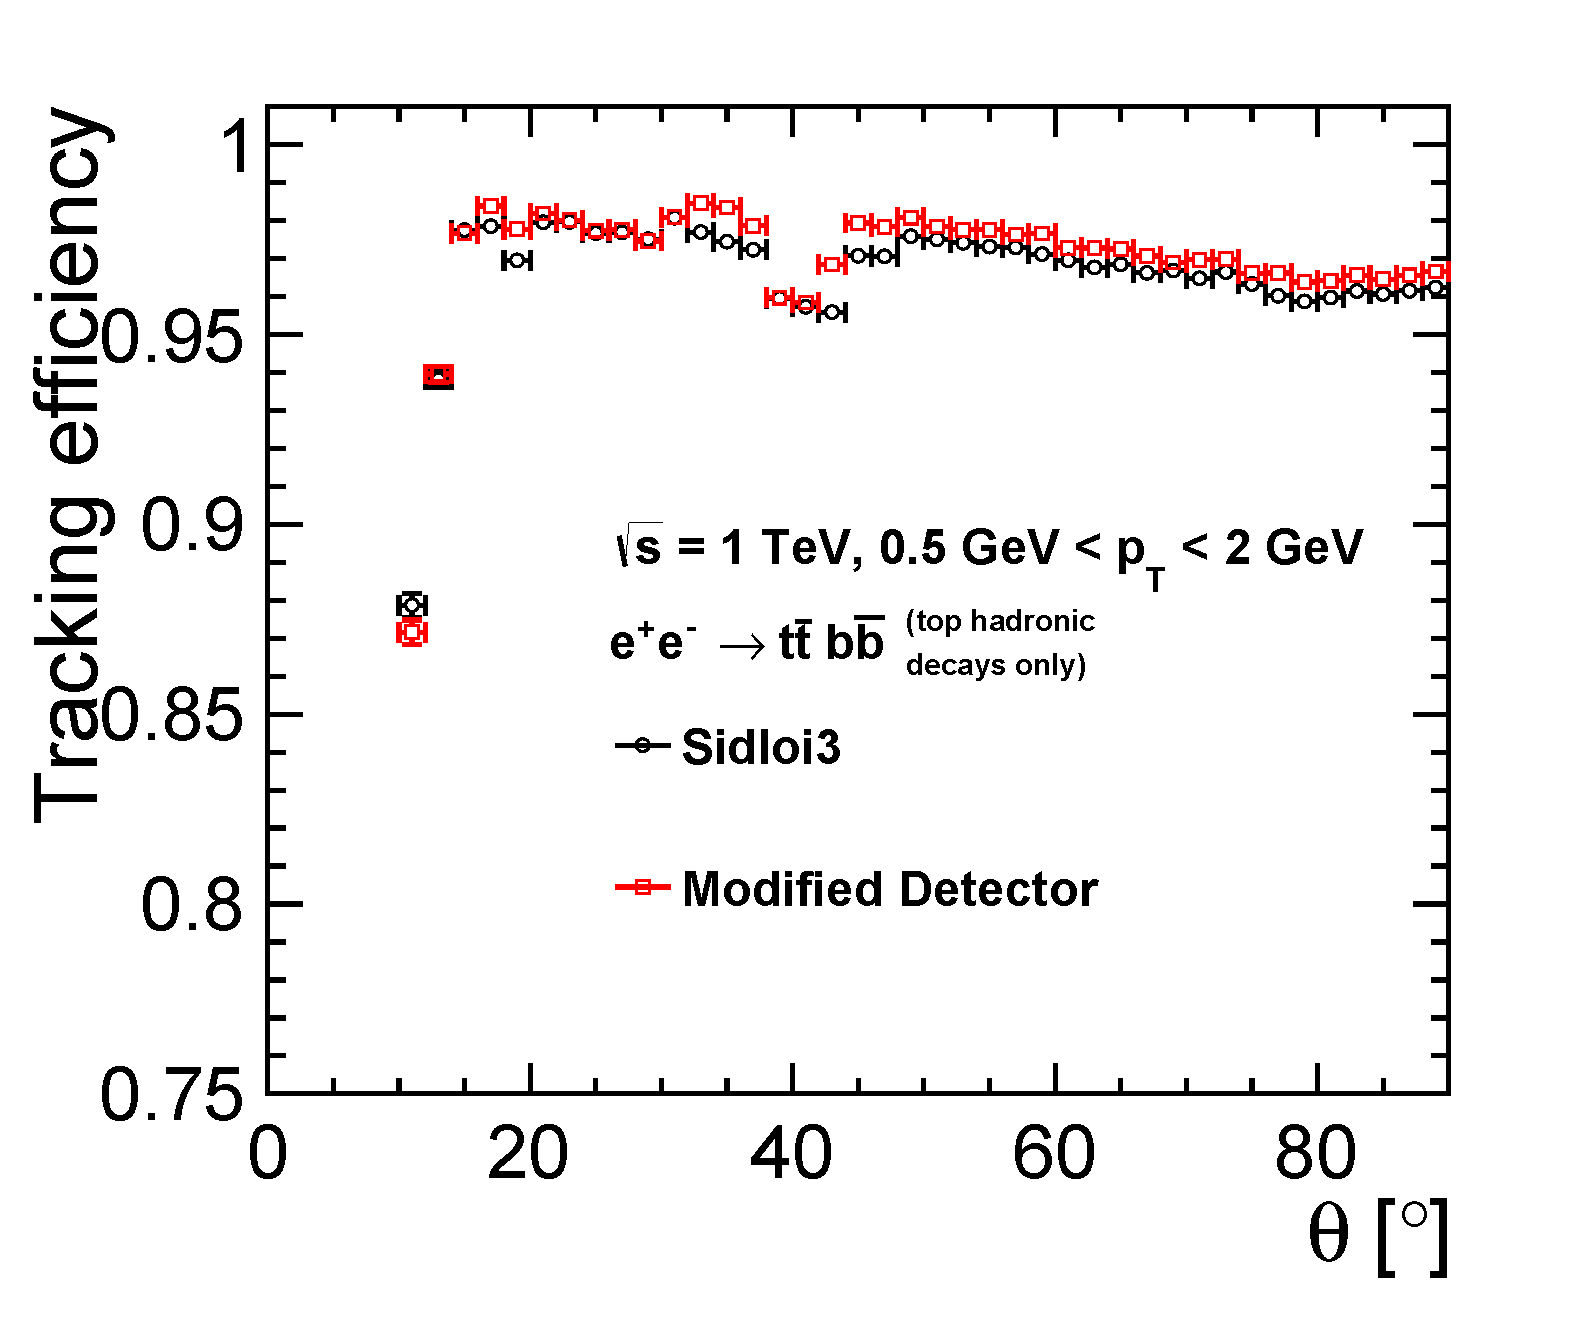 Tracking efficiency
1
0.95
0.9
0.85
0.8
0.75
√s = 1 TeV, 0.5 GeV < p_T < 2 GeV
e⁺e⁻ → tt̄ bb̄ (top hadronic
decays only)
Sidloi3
Modified Detector
0 20 40 60 80
θ [°]